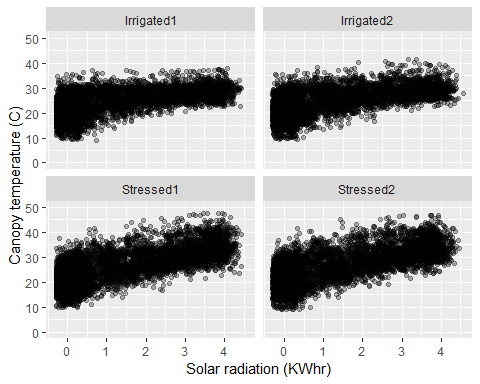 Irrigated1 Irrigated2
50
40
30
20
10
0
Stressed1 Stressed2
50
40
30
20
10
0
0 1 2 3 4 0 1 2 3 4
Solar radiation (KWhr)
Canopy temperature (C)